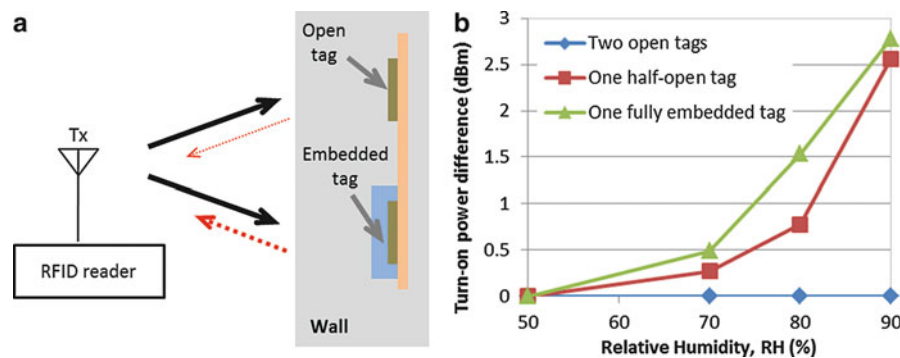 a
Open
tag
Tx
Embedded
tag
RFID reader
Wall
b
Turn-on power difference (dBm)
3
2.5
2
1.5
1
0.5
0
Two open tags
One half-open tag
One fully embedded tag
50 60 70 80 90
Relative Humidity, RH (%)